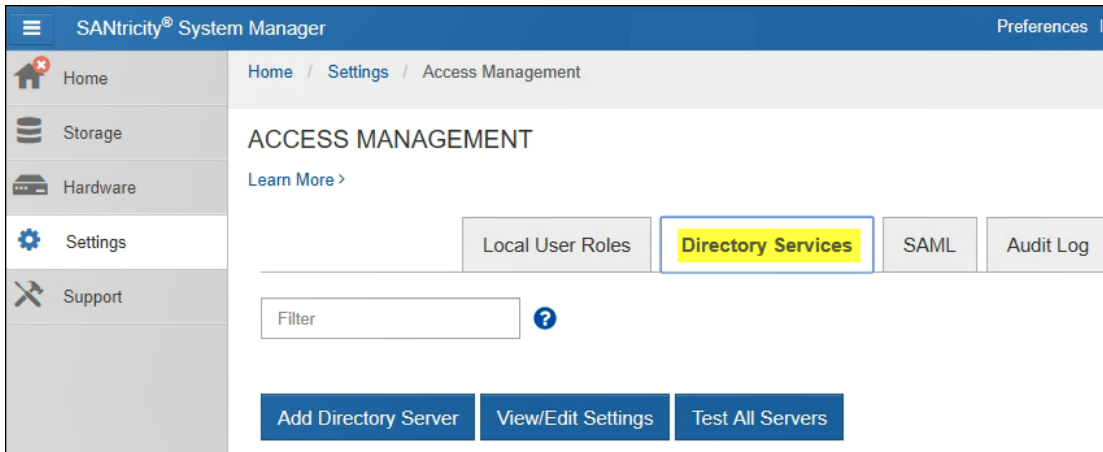 SANtricity® System Manager
Preferences
Home
Storage
Hardware
Settings
Support
Home / Settings / Access Management
ACCESS MANAGEMENT
Learn More >
Local User Roles
Directory Services
SAML
Audit Log
Filter
?
Add Directory Server
View/Edit Settings
Test All Servers